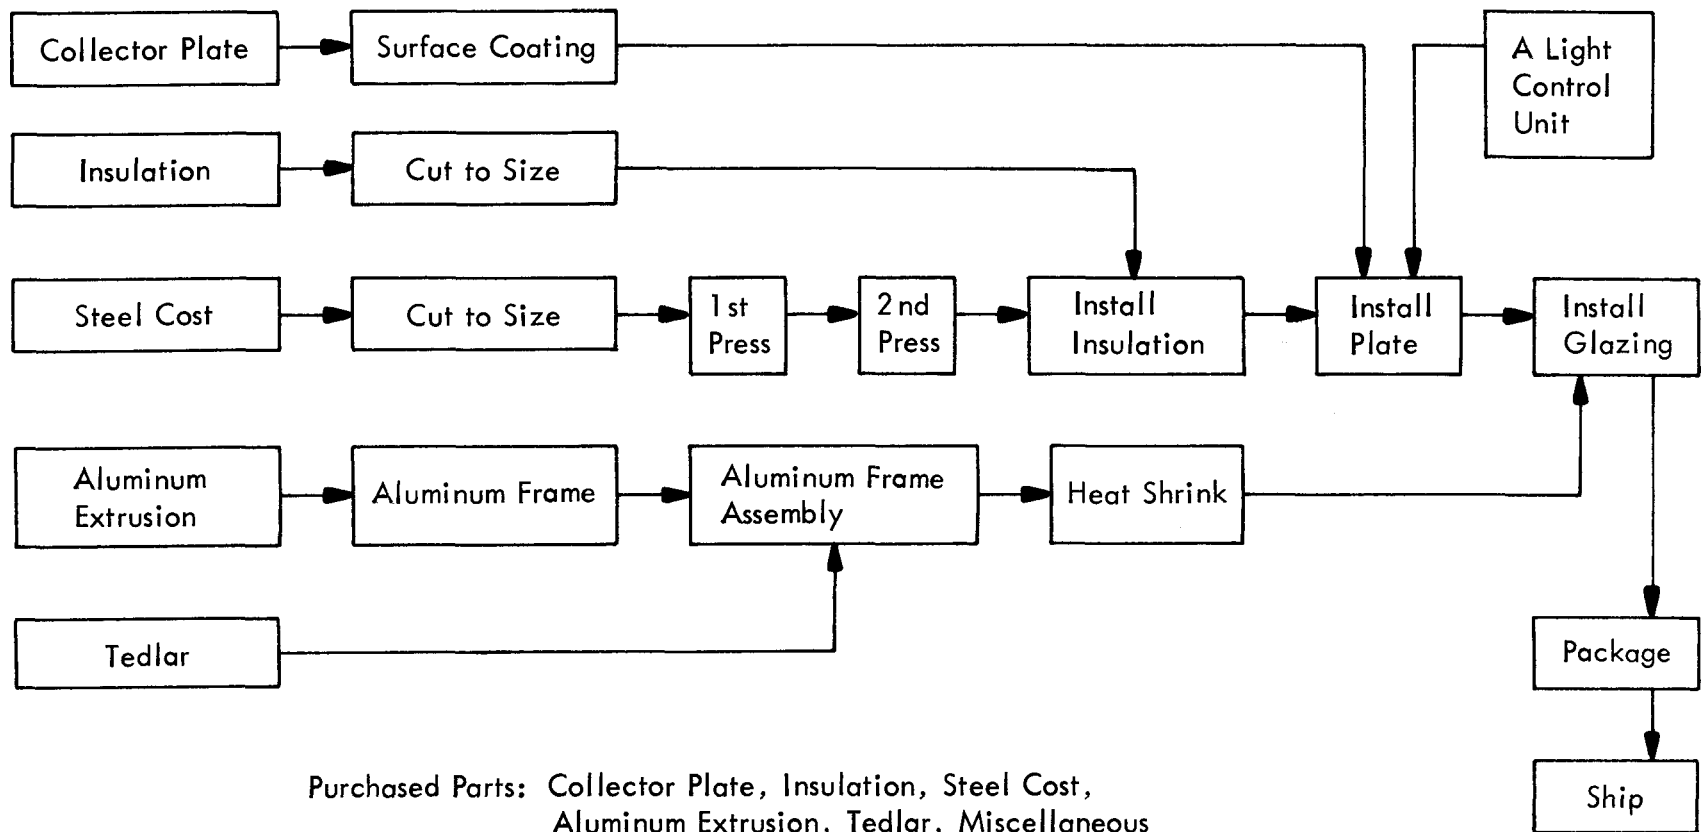 Collector Plate
Surface Coating
A Light
Control
Unit
Insulation
Cut to Size
Steel Cost
Cut to Size
1st
Press
2nd
Press
Install
Insulation
Install
Plate
Install
Glazing
Aluminum
Extrusion
Aluminum Frame
Aluminum Frame
Assembly
Heat Shrink
Tedlar
Package
Ship
Purchased Parts: Collector Plate, Insulation, Steel Cost,
Aluminum Extrusion, Tedlar, Miscellaneous